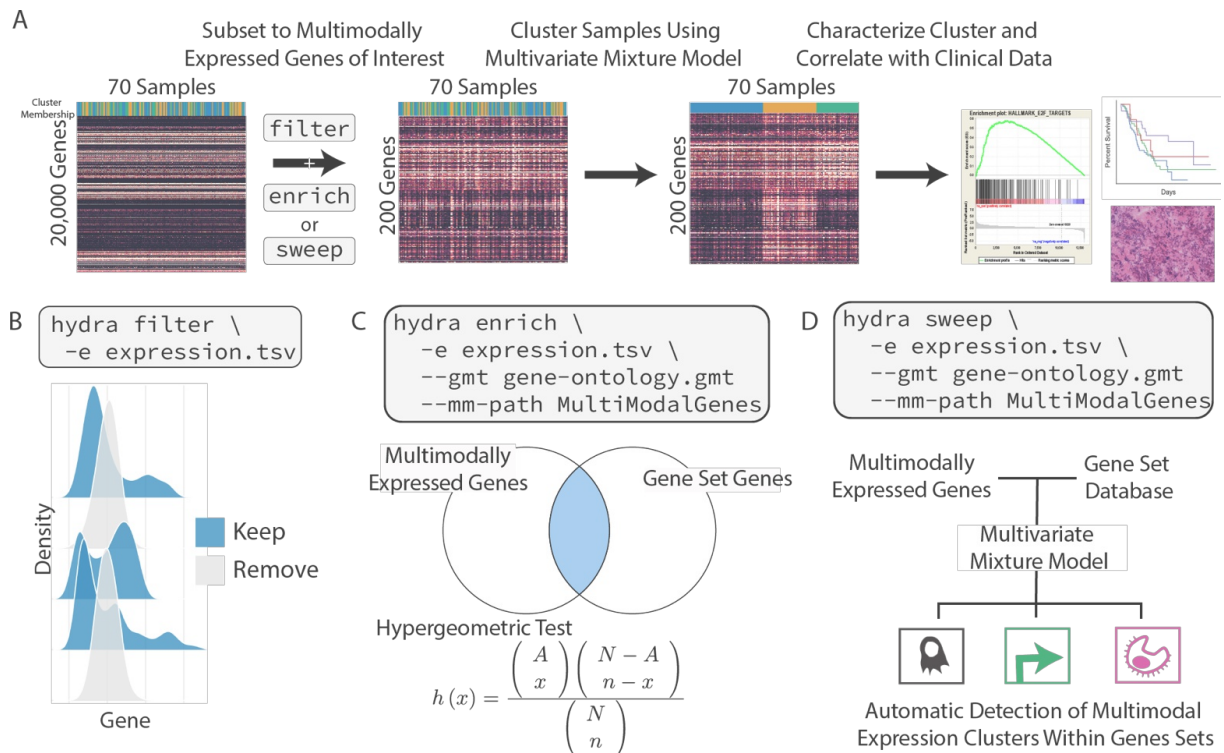 A
Subset to Multimodally
Expressed Genes of Interest
Cluster Samples Using
Multivariate Mixture Model
Characterize Cluster and
Correlate with Clinical Data
70 Samples
70 Samples
70 Samples
Cluster
Membership
20,000 Genes
filter
enrich
or
sweep
200 Genes
200 Genes
Enrichment plot: HALLMARK_E2F_TARGETS
Percent Survival
Days
B
hydra filter \
-e expression.tsv
Density
Keep
Remove
Gene
C
hydra enrich \
-e expression.tsv \
--gmt gene-ontology.gmt
--mm-path MultiModalGenes
Multimodally
Expressed Genes
Gene Set Genes
Hypergeometric Test
h (x) = (A x) (N − A n − x) / (N n)
D
hydra sweep \
-e expression.tsv \
--gmt gene-ontology.gmt
--mm-path MultiModalGenes
Multimodally
Expressed Genes
Gene Set
Database
Multivariate
Mixture Model
Automatic Detection of Multimodal
Expression Clusters Within Genes Sets